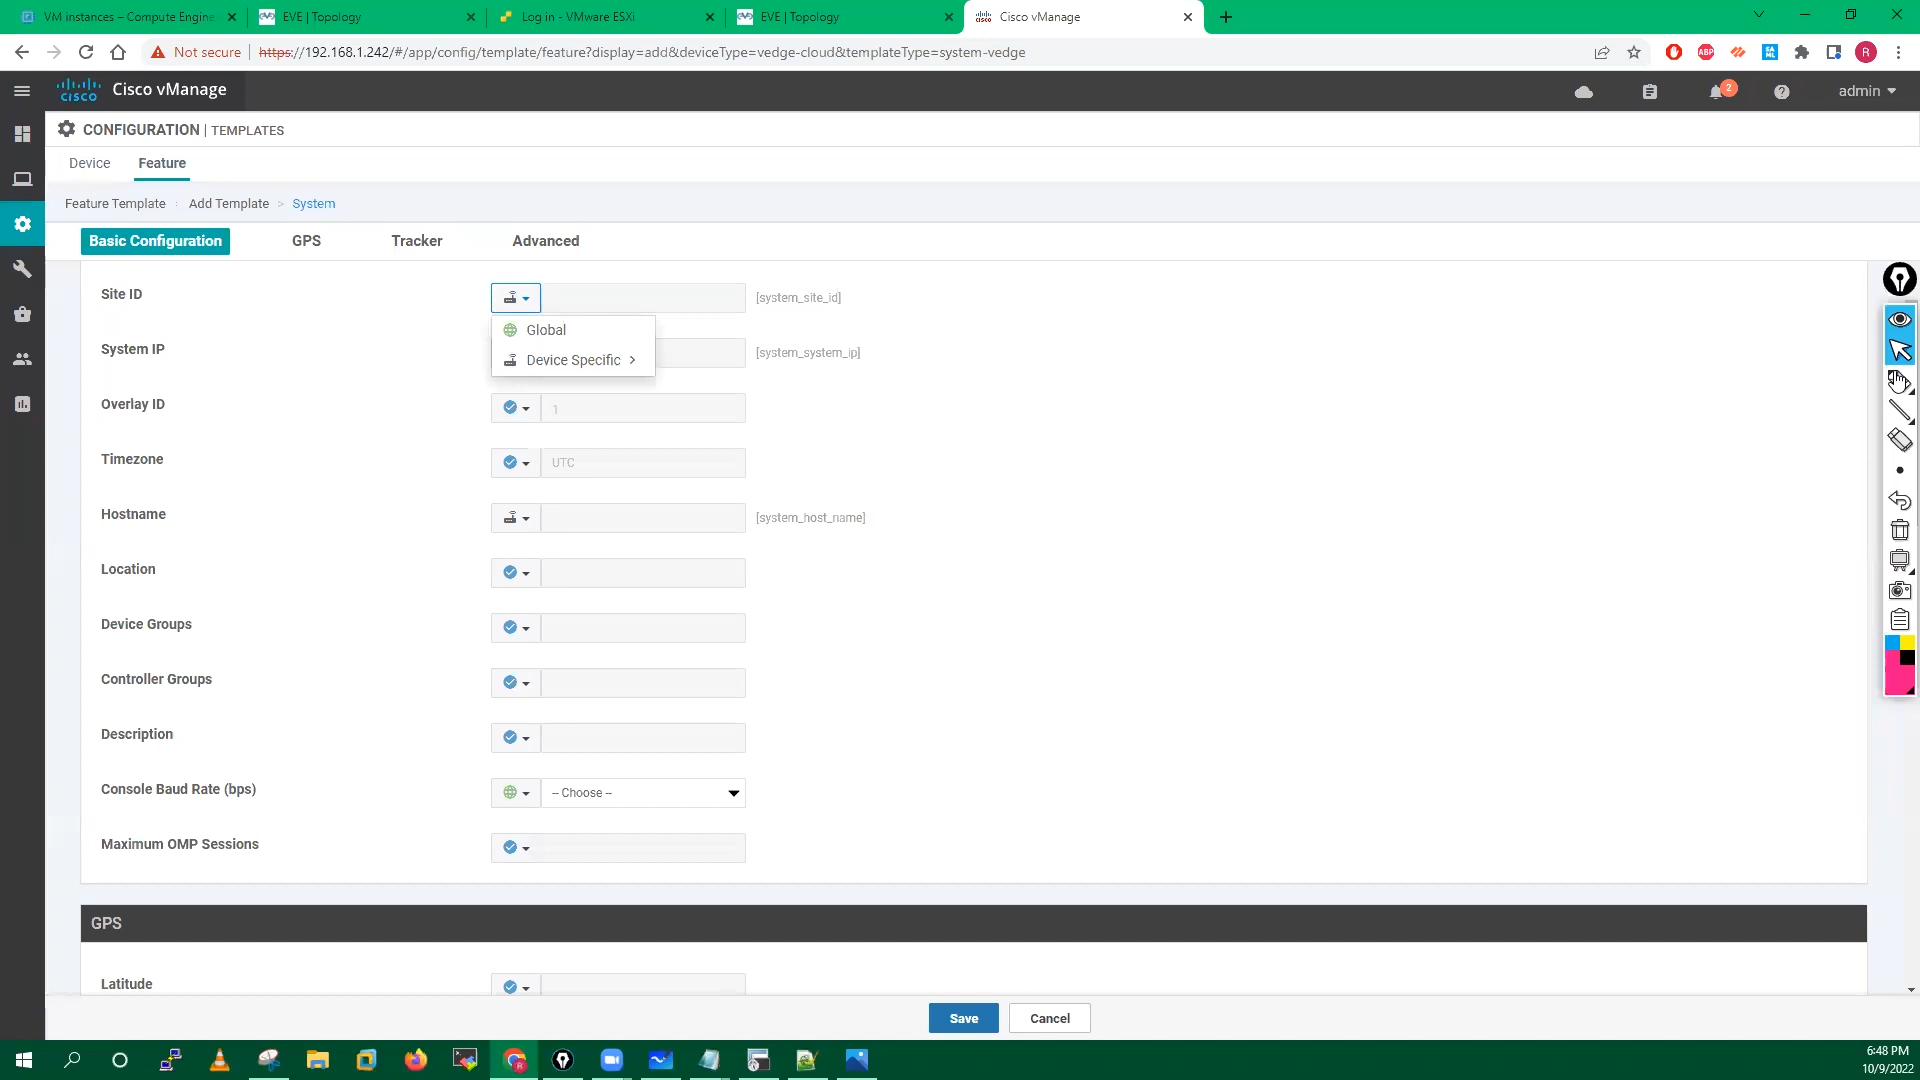 VM instances – Compute Engine
EVE | Topology
Log in - VMware ESXi
EVE | Topology
Cisco vManage
Not secure
https://192.168.1.242/#/app/config/template/feature?display=add&deviceType=vedge-cloud&templateType=system-vedge
ABP
R
cisco
Cisco vManage
2
admin
CONFIGURATION | TEMPLATES
Device
Feature
Feature Template
Add Template > System
Basic Configuration
GPS
Tracker
Advanced
Site ID
[system_site_id]
Global
Device Specific
System IP
[system_system_ip]
Overlay ID
1
Timezone
UTC
Hostname
[system_host_name]
Location
Device Groups
Controller Groups
Description
Console Baud Rate (bps)
-- Choose --
Maximum OMP Sessions
GPS
Latitude
Save
Cancel
6:48 PM
10/9/2022